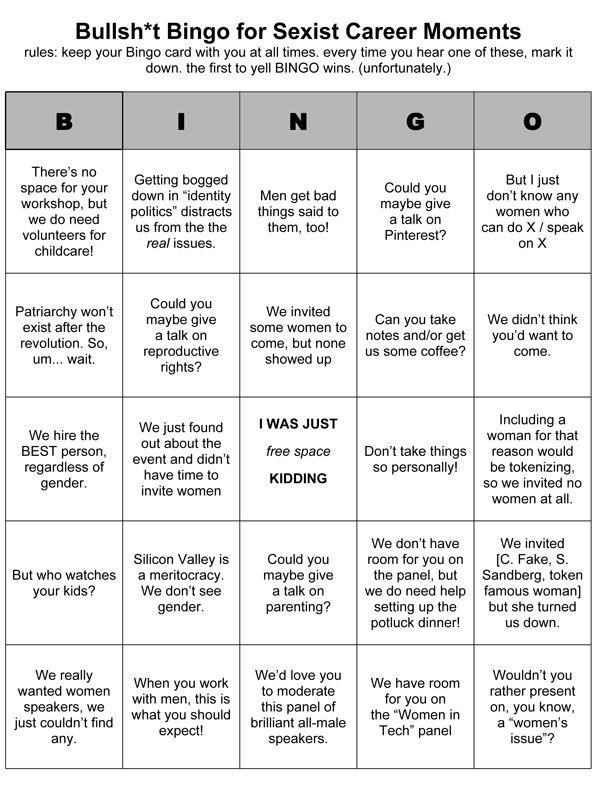 Bullsh*t Bingo for Sexist Career Moments
rules: keep your Bingo card with you at all times. every time you hear one of these, mark it
down. the first to yell BINGO wins. (unfortunately.)
B
I
N
G
O
There's no
space for your
workshop, but
we do need
volunteers for
childcare!
Getting bogged
down in “identity
politics” distracts
us from the the
real issues.
Men get bad
things said to
them, too!
Could you
maybe give
a talk on
Pinterest?
But I just
don't know any
women who
can do X / speak
on X
Patriarchy won't
exist after the
revolution. So,
um... wait.
Could you
maybe give
a talk on
reproductive
rights?
We invited
some women to
come, but none
showed up
Can you take
notes and/or get
us some coffee?
We didn't think
you'd want to
come.
We hire the
BEST person,
regardless of
gender.
We just found
out about the
event and didn't
have time to
invite women
I WAS JUST
free space
KIDDING
Don't take things
so personally!
Including a
woman for that
reason would
be tokenizing,
so we invited no
women at all.
But who watches
your kids?
Silicon Valley is
a meritocracy.
We don't see
gender.
Could you
maybe give
a talk on
parenting?
We don't have
room for you on
the panel, but
we do need help
setting up the
potluck dinner!
We invited
[C. Fake, S.
Sandberg, token
famous woman]
but she turned
us down.
We really
wanted women
speakers, we
just couldn't find
any.
When you work
with men, this is
what you should
expect!
We'd love you
to moderate
this panel of
brilliant all-male
speakers.
We have room
for you on
the “Women in
Tech” panel
Wouldn't you
rather present
on, you know,
a “women's
issue”?